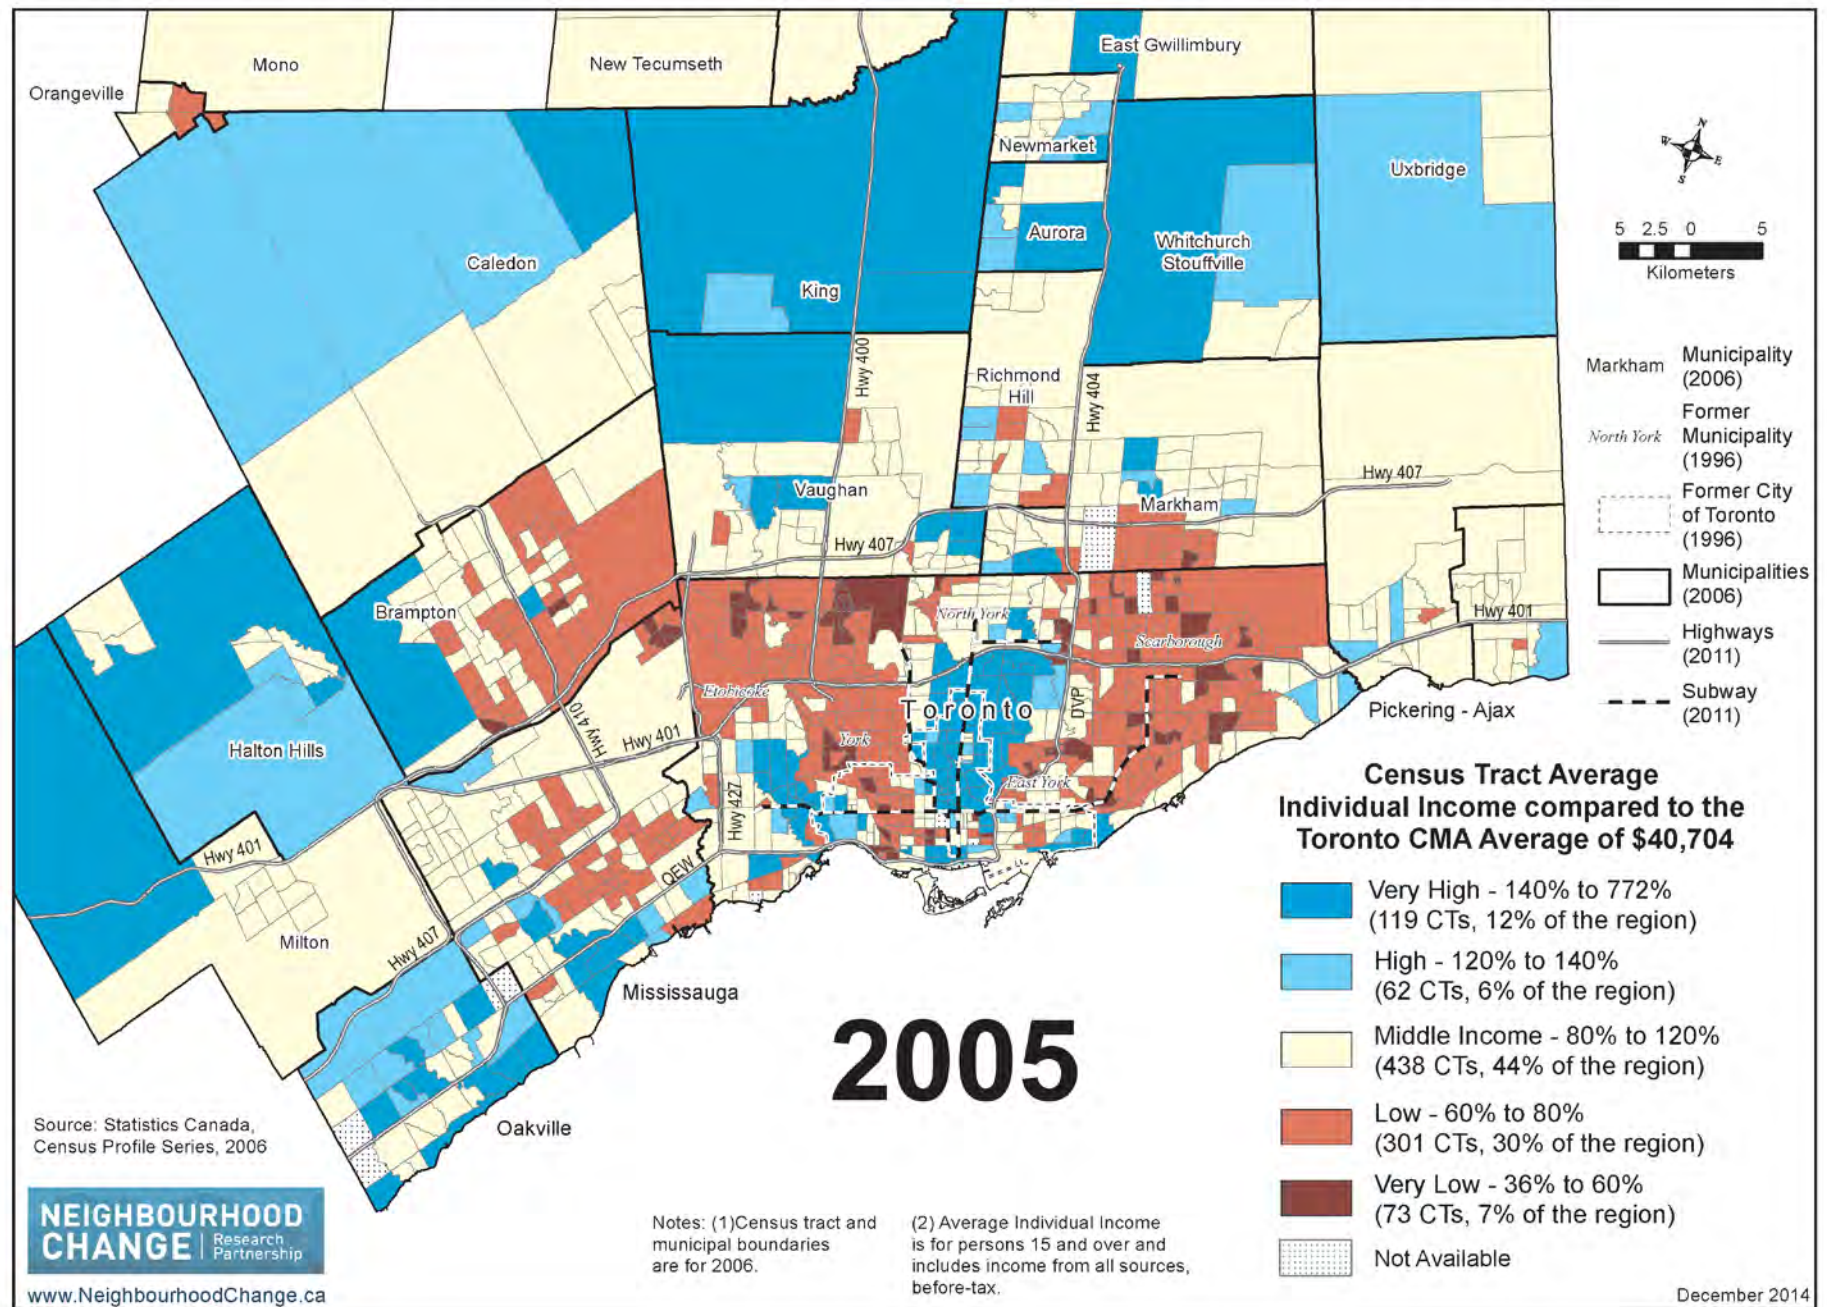 Mono
New Tecumseth
East Gwillimbury
Orangeville
Newmarket
Uxbridge
Aurora
Whitchurch
Stouffville
Caledon
King
Hwy 400
Richmond
Hill
Hwy 404
Vaughan
Markham
Hwy 407
Hwy 407
Brampton
North York
Scarborough
Hwy 401
Etobicoke
Toronto
DVP
Pickering - Ajax
Hwy 410
Hwy 401
York
East York
Halton Hills
Hwy 427
Hwy 401
QEW
Milton
Hwy 407
Mississauga
Oakville
2005
N
W
E
S
5 2.5 0 5
Kilometers
Markham
Municipality
(2006)
North York
Former
Municipality
(1996)
Former City
of Toronto
(1996)
Municipalities
(2006)
Highways
(2011)
Subway
(2011)
Census Tract Average
Individual Income compared to the
Toronto CMA Average of $40,704
Very High - 140% to 772%
(119 CTs, 12% of the region)
High - 120% to 140%
(62 CTs, 6% of the region)
Middle Income - 80% to 120%
(438 CTs, 44% of the region)
Low - 60% to 80%
(301 CTs, 30% of the region)
Very Low - 36% to 60%
(73 CTs, 7% of the region)
Not Available
Source: Statistics Canada,
Census Profile Series, 2006
NEIGHBOURHOOD
CHANGE
Research
Partnership
www.NeighbourhoodChange.ca
Notes: (1)Census tract and
municipal boundaries
are for 2006.
(2) Average Individual Income
is for persons 15 and over and
includes income from all sources,
before-tax.
December 2014